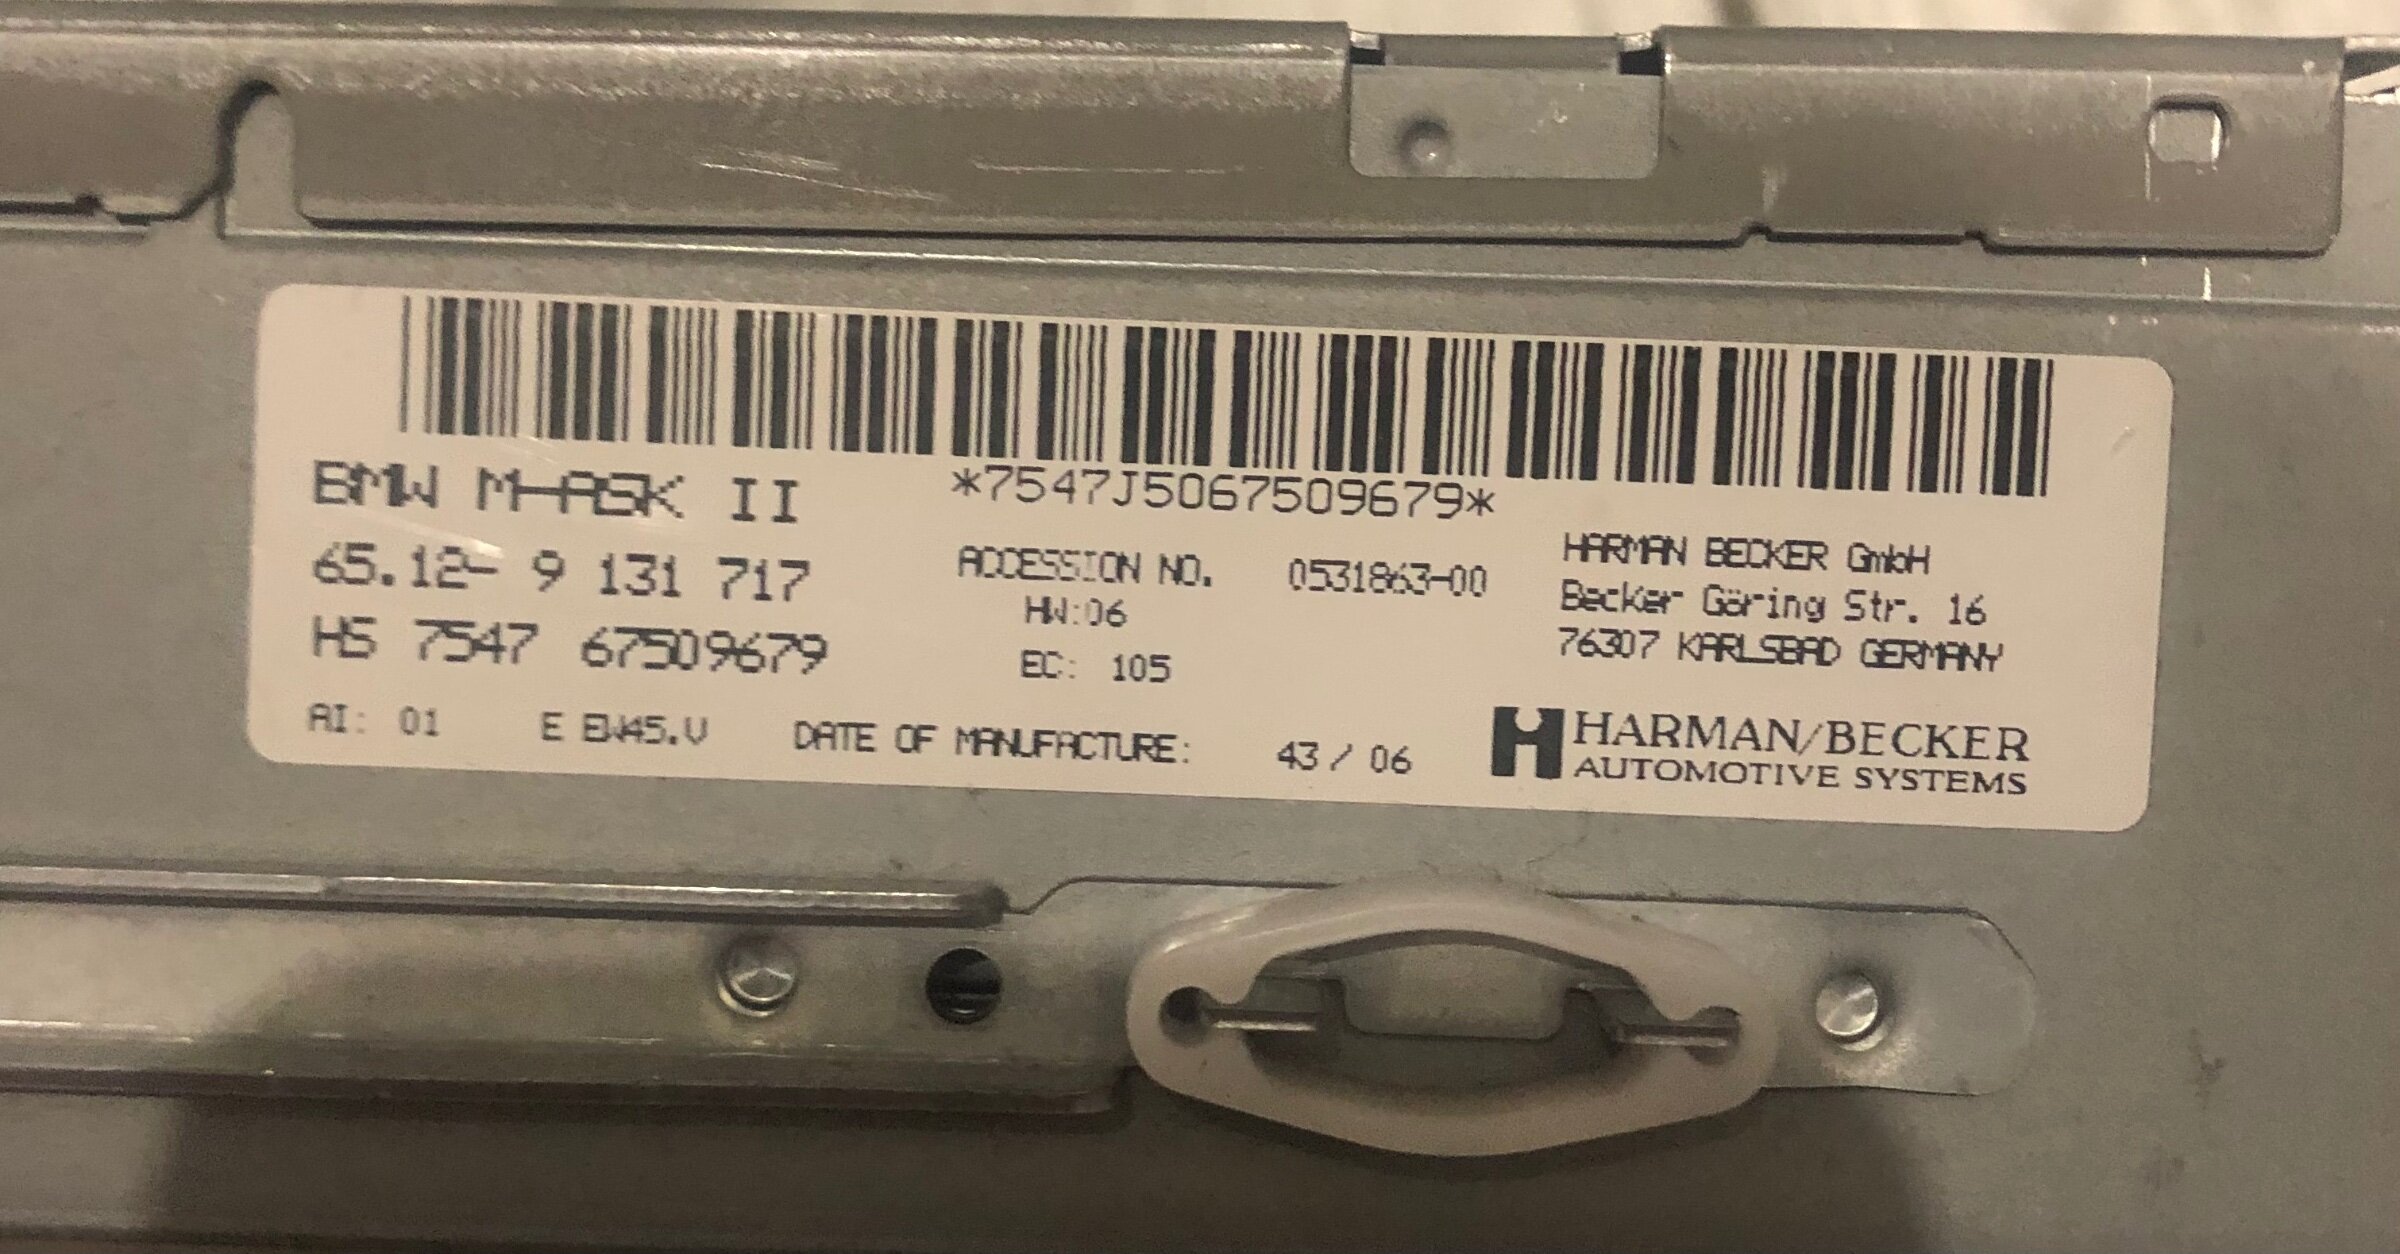 *7547J5067509679*
BMW M-ASK II
65.12- 9 131 717
HS 7547 67509679
ACCESSION NO. 0531863-00
HW:06
EC: 105
HARMAN BECKER GmbH
Becker Göring Str. 16
76307 KARLSBAD GERMANY
AI: 01 E EW45.V DATE OF MANUFACTURE: 43 / 06
HARMAN/BECKER
AUTOMOTIVE SYSTEMS